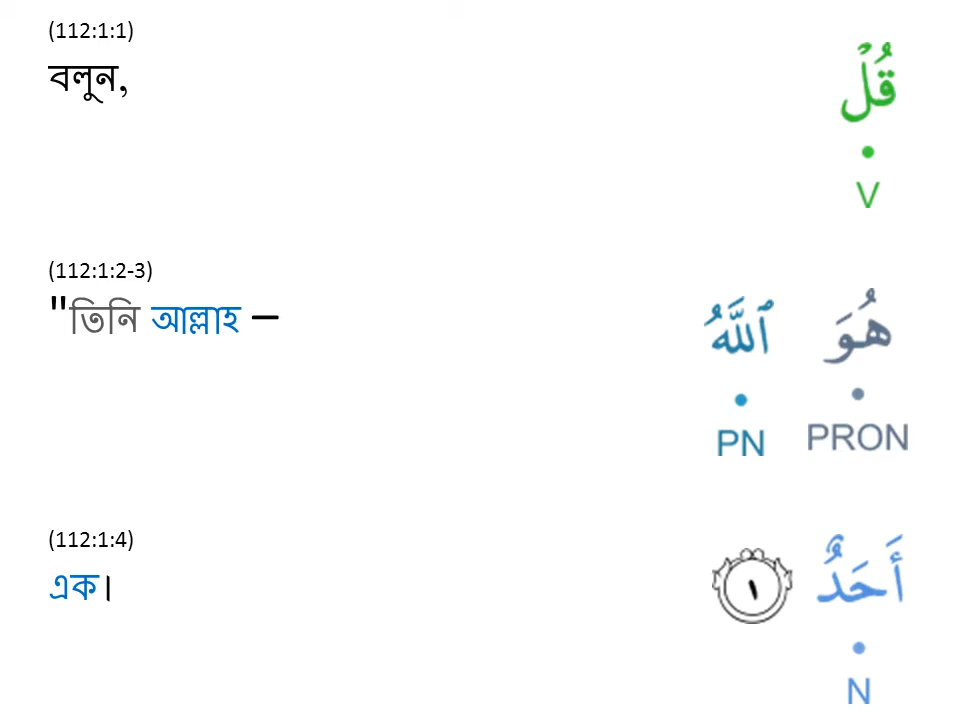 (112:1:1)
বলুন,
قُلْ
V
(112:1:2-3)
"তিনি আল্লাহ –
هُوَ ٱللَّهُ
PRON PN
(112:1:4)
এক।
أَحَدٌ ١
N